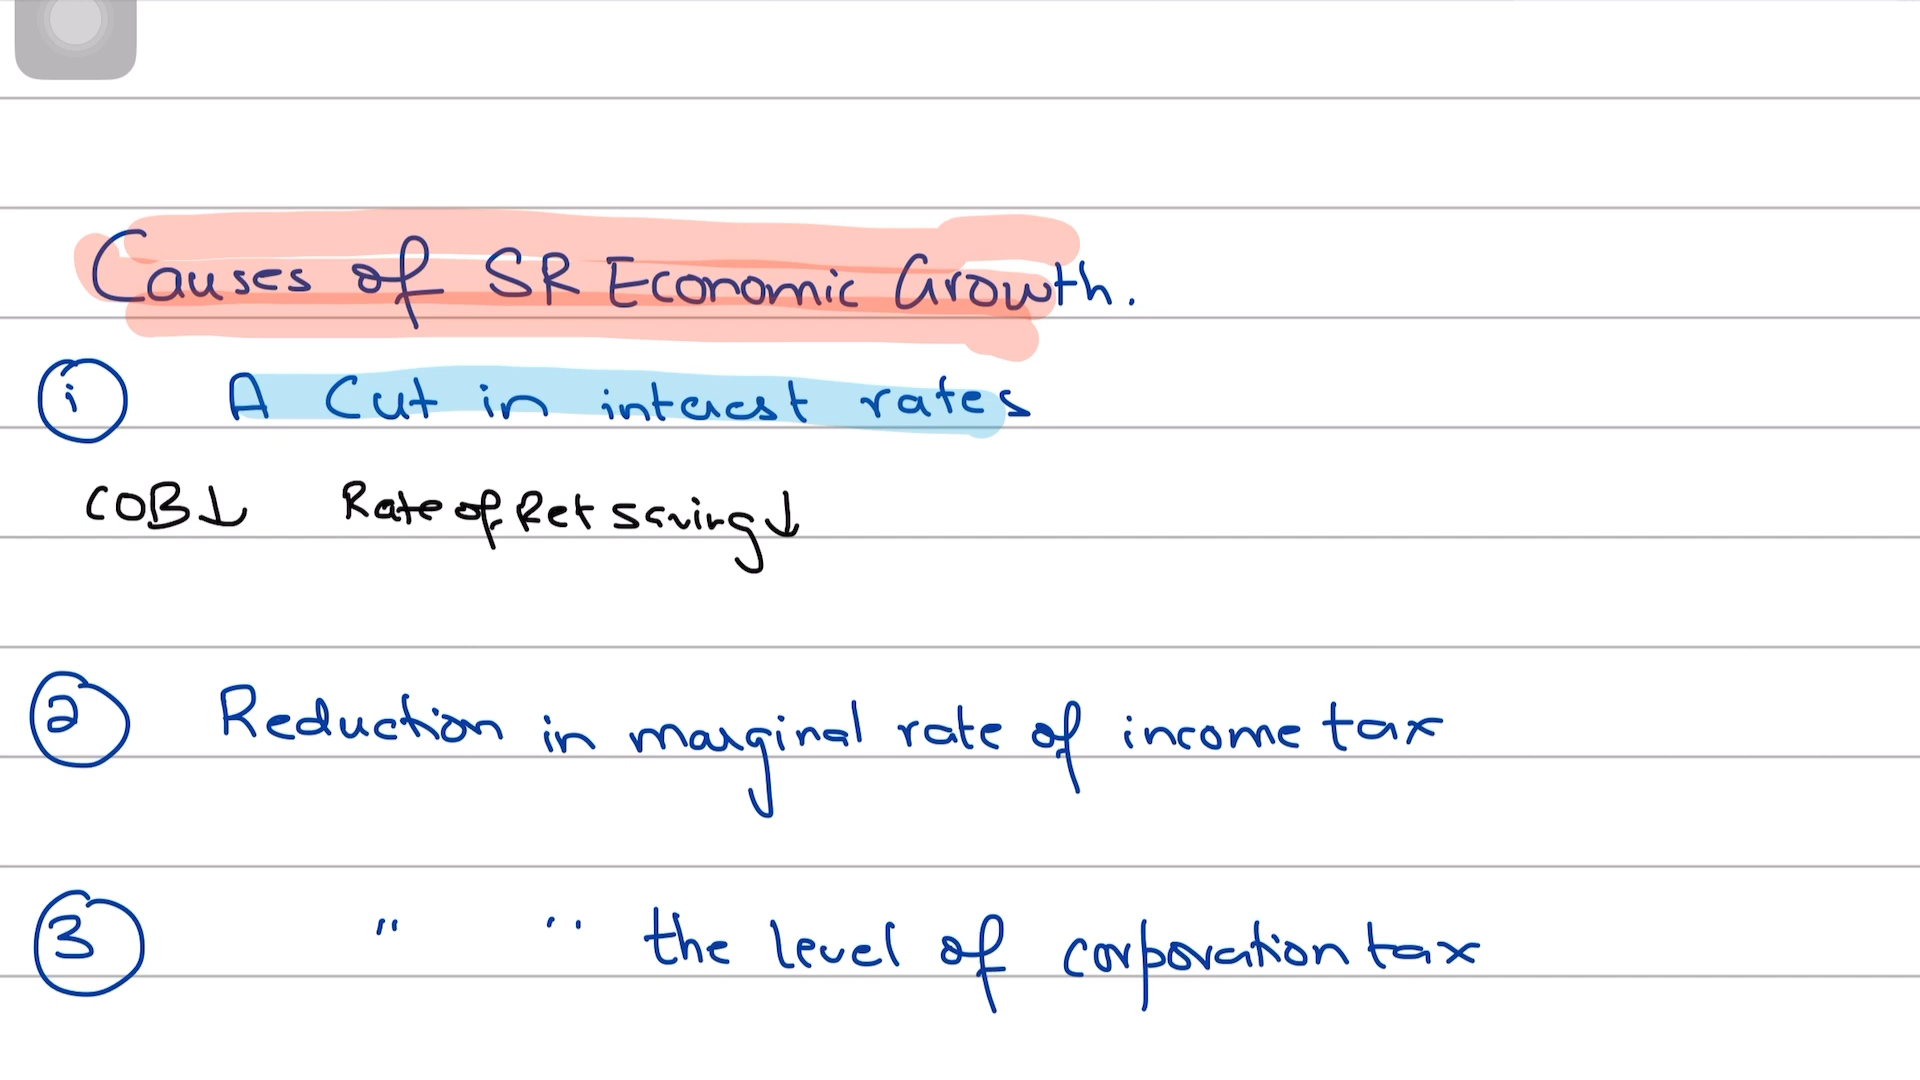 Causes of SR Economic Growth.
i A cut in interest rates
COB↓ Rate of Ret saving↓
2 Reduction in marginal rate of income tax
3 " " the level of corporation tax